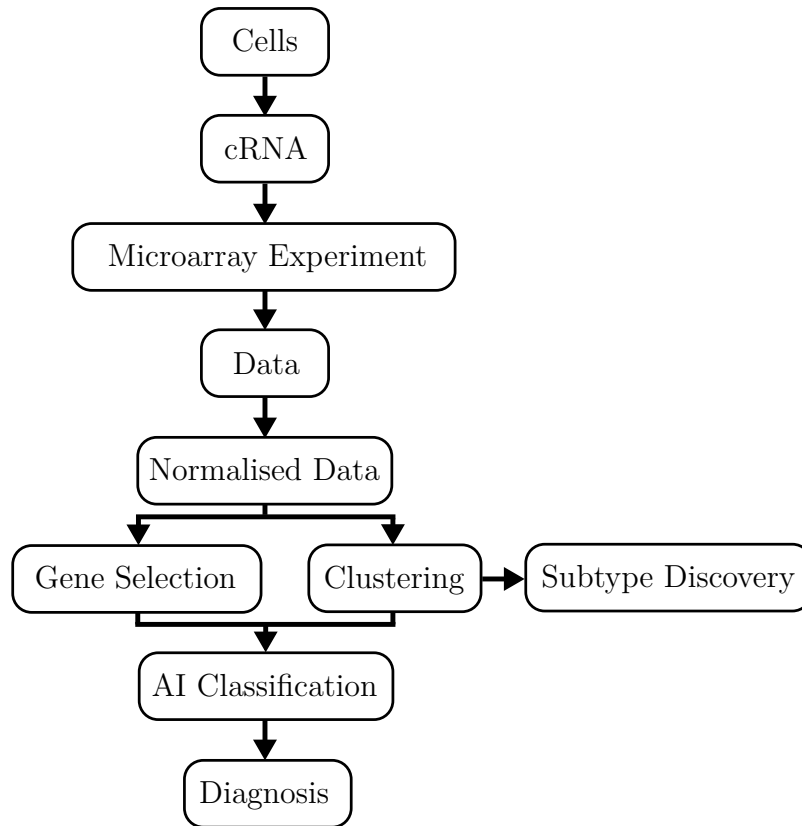 Cells
cRNA
Microarray Experiment
Data
Normalised Data
Gene Selection
Clustering
Subtype Discovery
AI Classification
Diagnosis